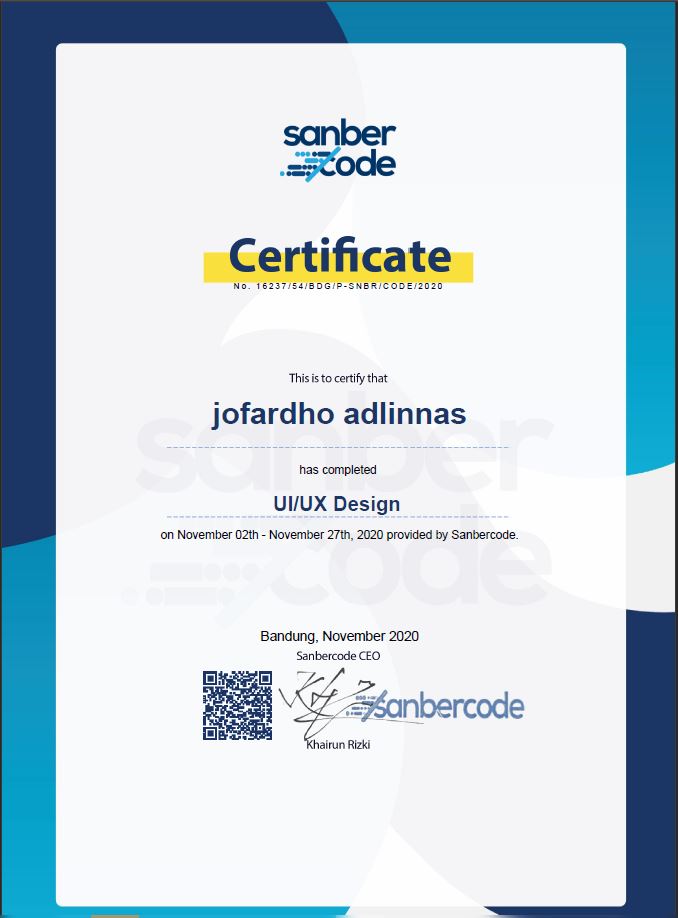 sanber
code
Certificate
No. 16237/54/BDG/P-SNBR/CODE/2020
This is to certify that
jofardho adlinnas
has completed
UI/UX Design
on November 02th - November 27th, 2020 provided by Sanbercode.
Bandung, November 2020
Sanbercode CEO
sanbercode
Khairun Rizki
sanber
code